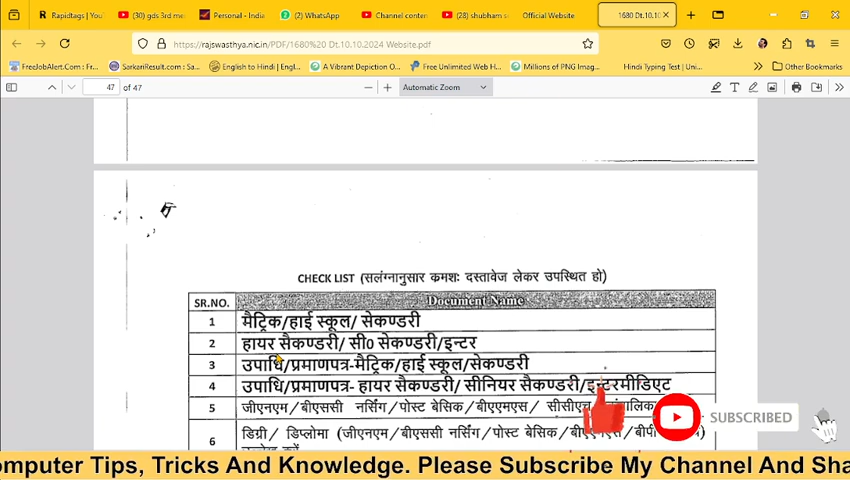 Rapidtags | You
(30) gds 3rd me
Personal - India
(2) WhatsApp
Channel conten
(28) shubham s
Official Website
1680 Dt.10.10
https://rajswasthya.nic.in/PDF/1680%20 Dt.10.10.2024 Website.pdf
FreeJobAlert.Com : Sa...
SarkariResult.com : Sa...
English to Hindi | Engl...
A Vibrant Depiction O...
Free Unlimited Web H...
Millions of PNG Imag...
Hindi Typing Test | Hi...
Other Bookmarks
47 of 47
Automatic Zoom
CHECK LIST (सलंग्नानुसार कमशः दस्तावेज लेकर उपस्थित हो)
SR.NO. Document Name
1 मैट्रिक/हाई स्कूल/ सेकण्डरी
2 हायर सैकण्डरी/ सी0 सेकण्डरी/इन्टर
3 उपाधि/प्रमाणपत्र-मैट्रिक/हाई स्कूल/सेकण्डरी
4 उपाधि/प्रमाणपत्र- हायर सैकण्डरी/ सीनियर सैकण्डरी/इन्टरमीडिएट
5 जीएनएम/बीएससी नर्सिंग/पोस्ट बेसिक/बीएएमएस/ सीसीएच
6 डिग्री/ डिप्लोमा (जीएनएम/बीएससी नर्सिंग/पोस्ट बेसिक/
SUBSCRIBED
omputer Tips, Tricks And Knowledge. Please Subscribe My Channel And Sha